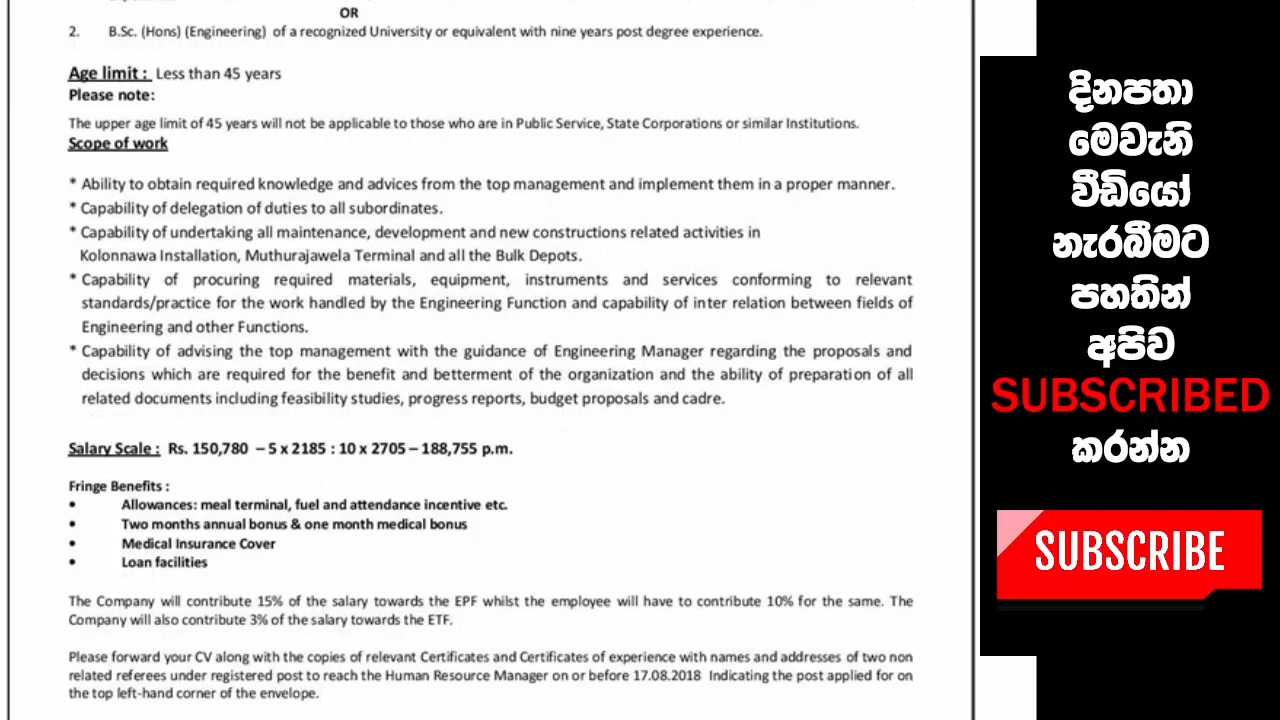 OR
2. B.Sc. (Hons) (Engineering) of a recognized University or equivalent with nine years post degree experience.
Age limit : Less than 45 years
Please note:
The upper age limit of 45 years will not be applicable to those who are in Public Service, State Corporations or similar Institutions.
Scope of work
* Ability to obtain required knowledge and advices from the top management and implement them in a proper manner.
* Capability of delegation of duties to all subordinates.
* Capability of undertaking all maintenance, development and new constructions related activities in
Kolonnawa Installation, Muthurajawela Terminal and all the Bulk Depots.
* Capability of procuring required materials, equipment, instruments and services conforming to relevant
standards/practice for the work handled by the Engineering Function and capability of inter relation between fields of
Engineering and other Functions.
* Capability of advising the top management with the guidance of Engineering Manager regarding the proposals and
decisions which are required for the benefit and betterment of the organization and the ability of preparation of all
related documents including feasibility studies, progress reports, budget proposals and cadre.
Salary Scale : Rs. 150,780 – 5 x 2185 : 10 x 2705 – 188,755 p.m.
Fringe Benefits :
• Allowances: meal terminal, fuel and attendance incentive etc.
• Two months annual bonus & one month medical bonus
• Medical Insurance Cover
• Loan facilities
The Company will contribute 15% of the salary towards the EPF whilst the employee will have to contribute 10% for the same. The
Company will also contribute 3% of the salary towards the ETF.
Please forward your CV along with the copies of relevant Certificates and Certificates of experience with names and addresses of two non
related referees under registered post to reach the Human Resource Manager on or before 17.08.2018 Indicating the post applied for on
the top left-hand corner of the envelope.
දිනපතා
මෙවැනි
වීඩියෝ
නැරබීමට
පහතින්
අපිව
SUBSCRIBED
කරන්න
SUBSCRIBE